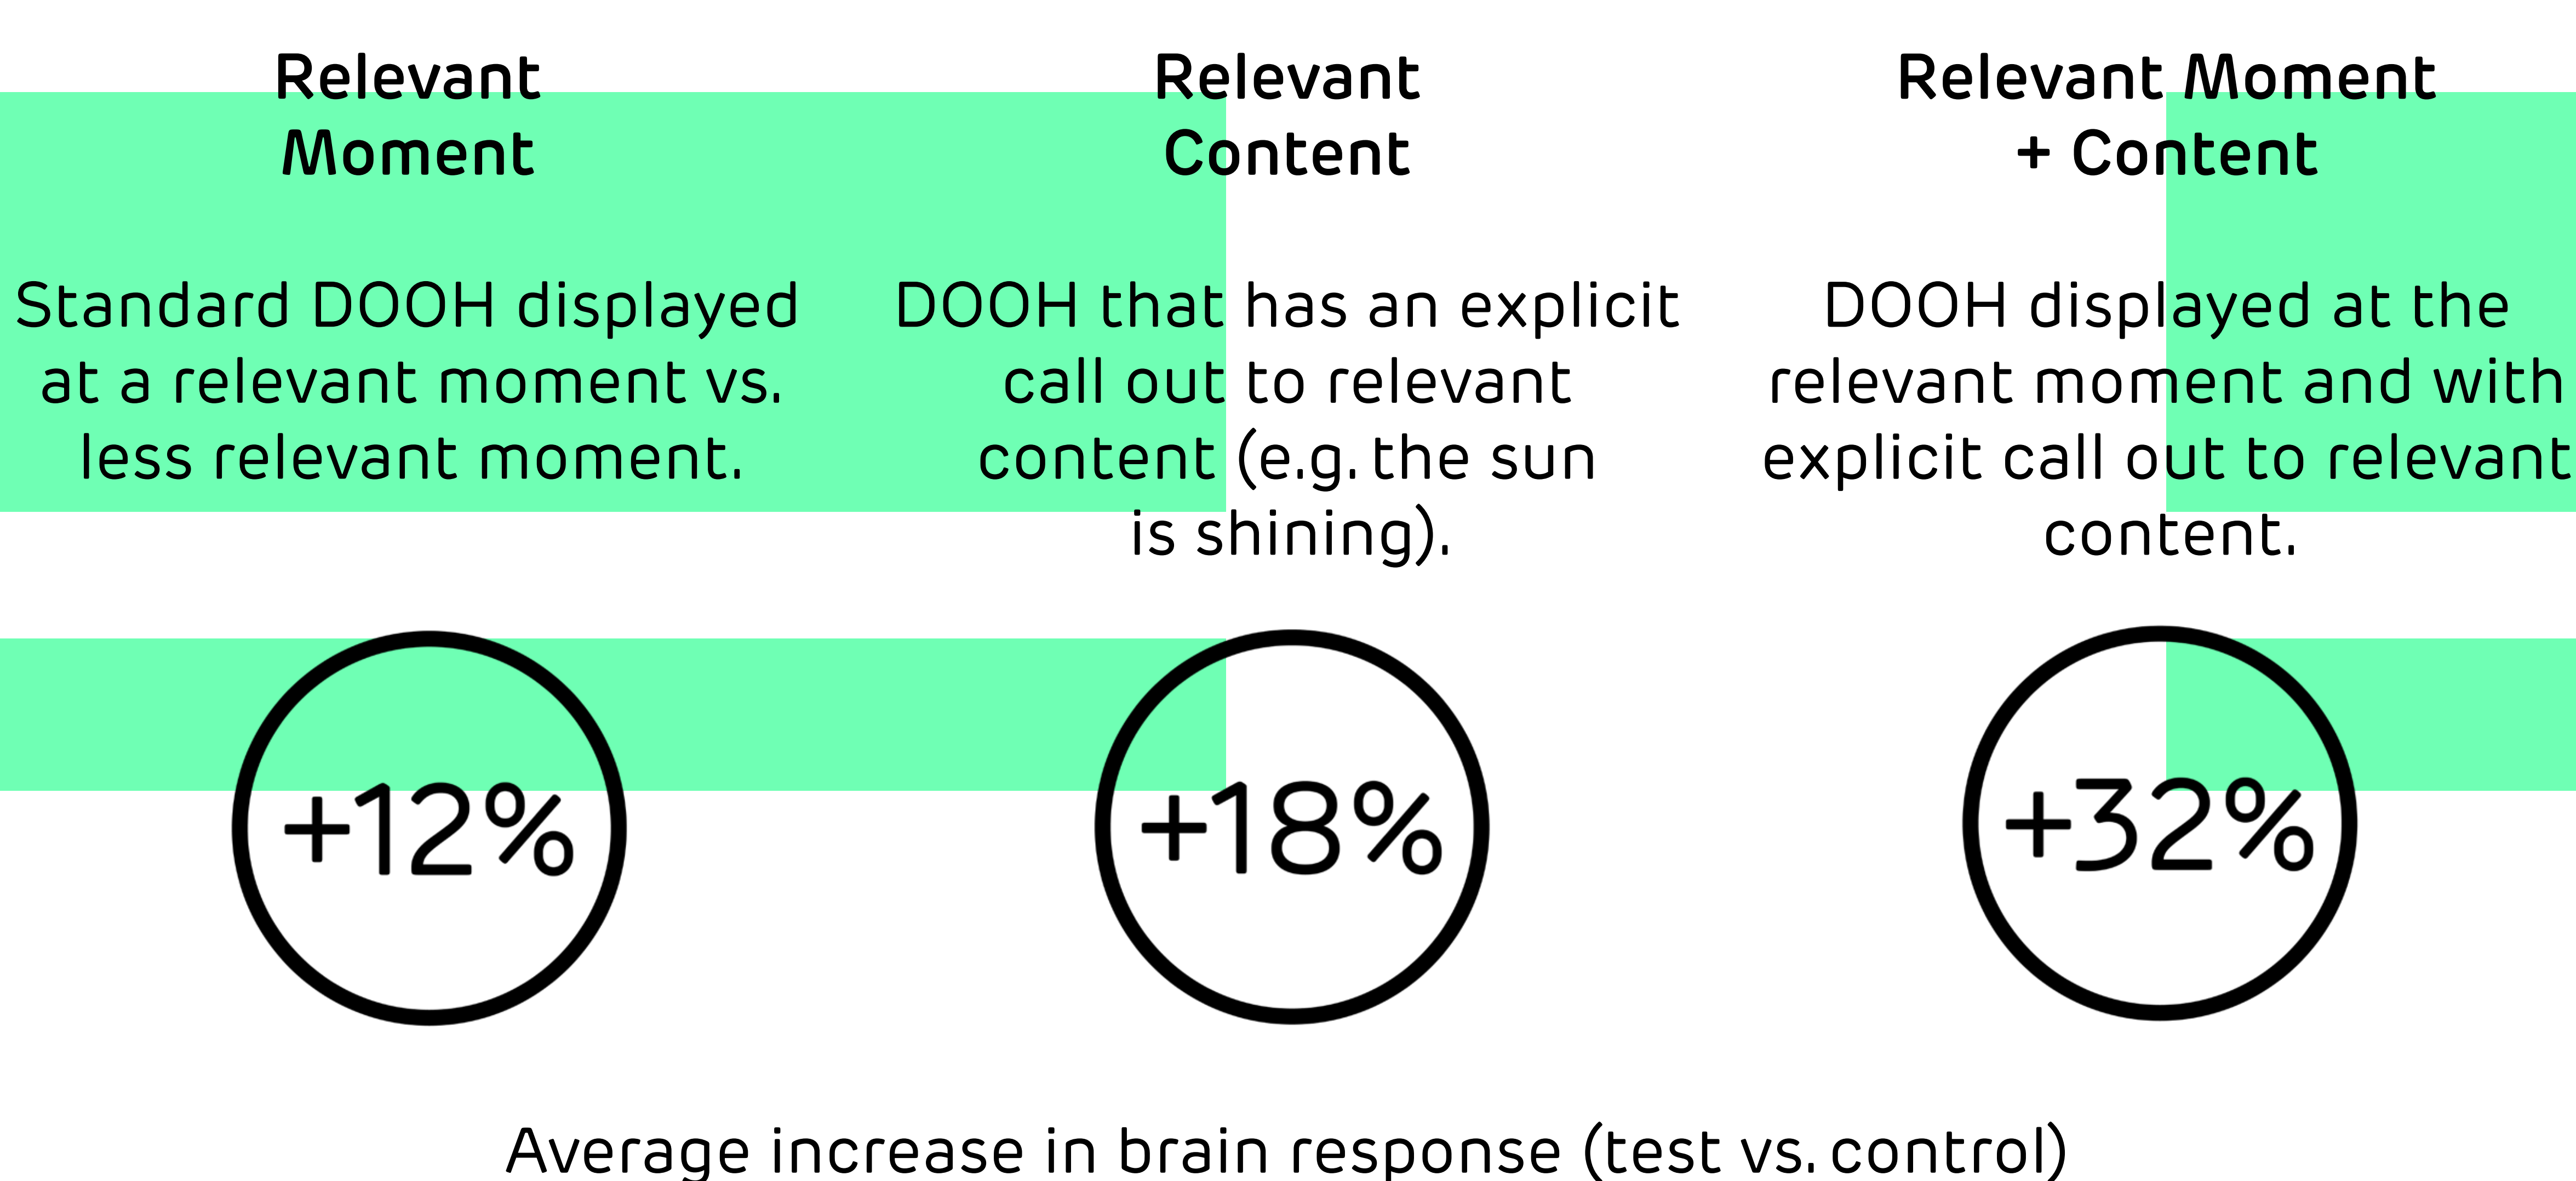 Relevant
Moment
Standard DOOH displayed
at a relevant moment vs.
less relevant moment.
+12%
Relevant
Content
DOOH that has an explicit
call out to relevant
content (e.g. the sun
is shining).
+18%
Relevant Moment
+ Content
DOOH displayed at the
relevant moment and with
explicit call out to relevant
content.
+32%
Average increase in brain response (test vs. control)